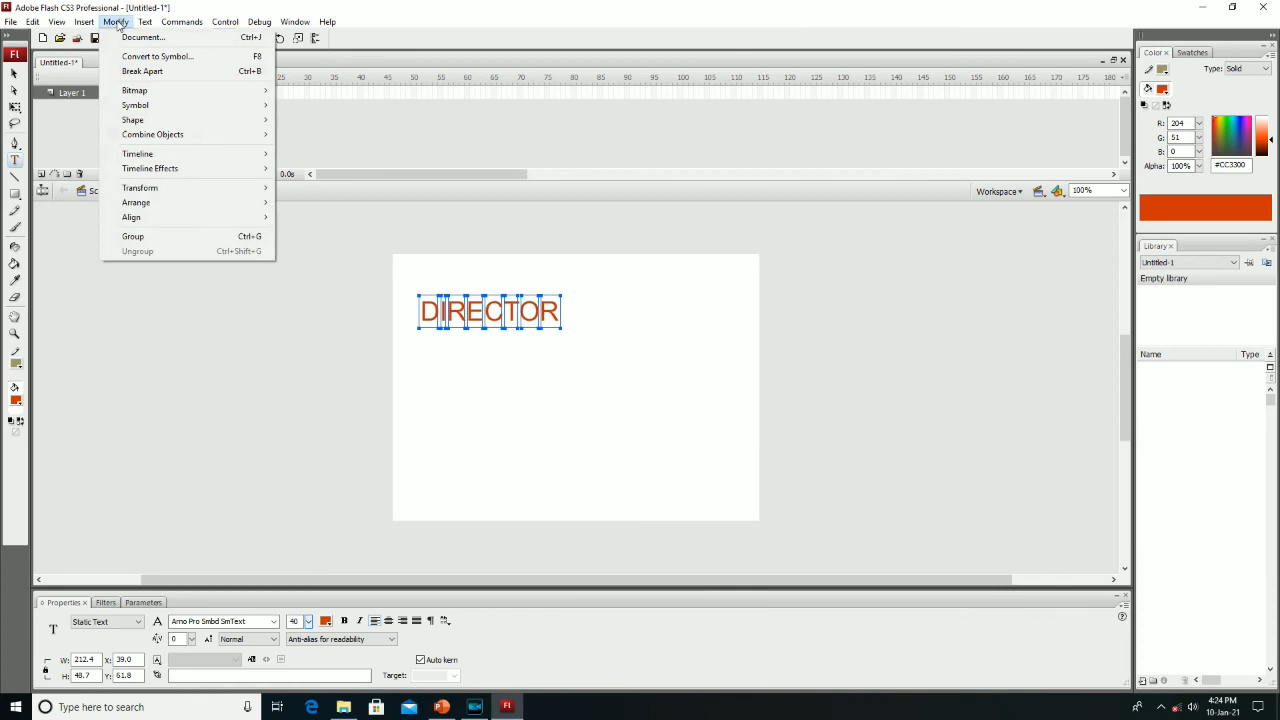 Adobe Flash CS3 Professional - [Untitled-1*]
File Edit View Insert Modify Text Commands Control Debug Window Help
Document... Ctrl+J
Convert to Symbol... F8
Break Apart Ctrl+B
Bitmap
Symbol
Shape
Combine Objects
Timeline
Timeline Effects
Transform
Arrange
Align
Group Ctrl+G
Ungroup Ctrl+Shift+G
Untitled-1*
25 30 35 40 45 50 55 60 65 70 75 80 85 90 95 100 105 110 115 120 125 130 135 140 145 150 155 160 165 170 175 180
Layer 1
0.0s
Sc
Workspace 100%
DIRECTOR
Color Swatches
Type: Solid
R: 204
G: 51
B: 0
Alpha: 100% #CC3300
Library
Untitled-1
Empty library
Name Type
Properties Filters Parameters
T Static Text A Arno Pro Smbd SmText 40 B I
0 Normal Anti-alias for readability
W: 212.4 X: 39.0 Auto kern
H: 48.7 Y: 61.8 Target:
Type here to search
4:24 PM
10-Jan-21